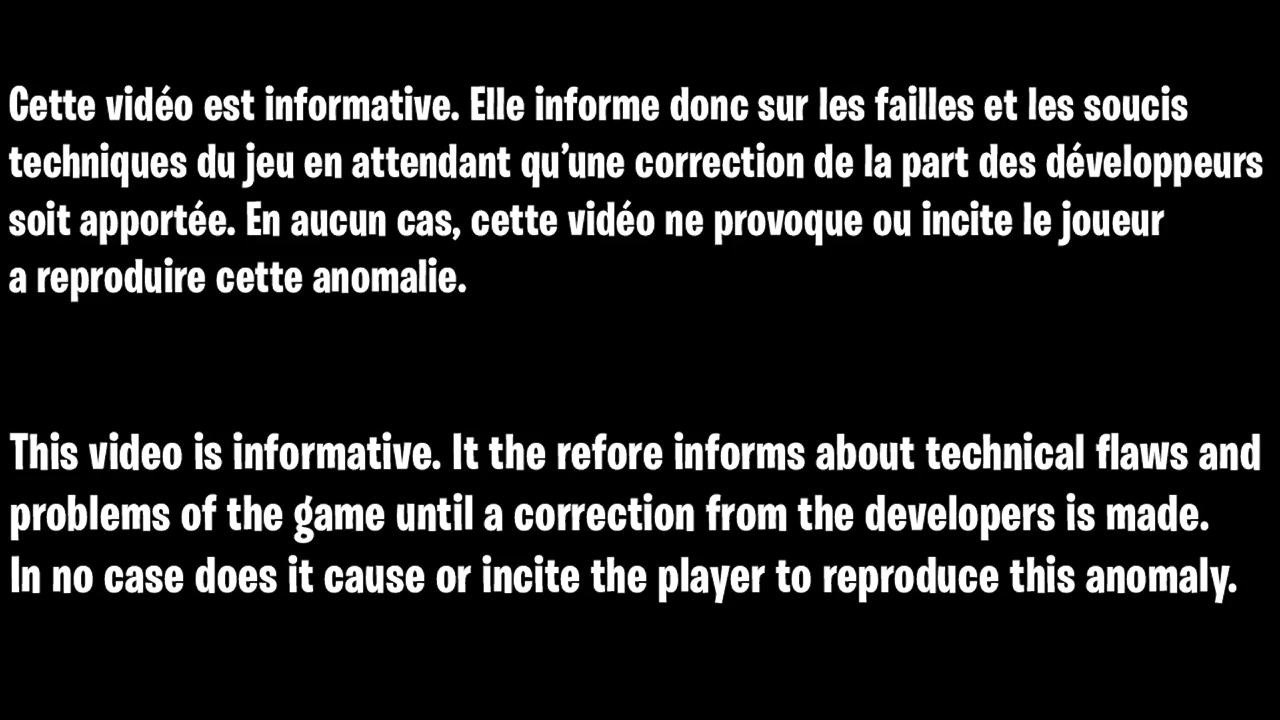 Cette vidéo est informative. Elle informe donc sur les failles et les soucis
techniques du jeu en attendant qu’une correction de la part des développeurs
soit apportée. En aucun cas, cette vidéo ne provoque ou incite le joueur
a reproduire cette anomalie.
This video is informative. It the refore informs about technical flaws and
problems of the game until a correction from the developers is made.
In no case does it cause or incite the player to reproduce this anomaly.